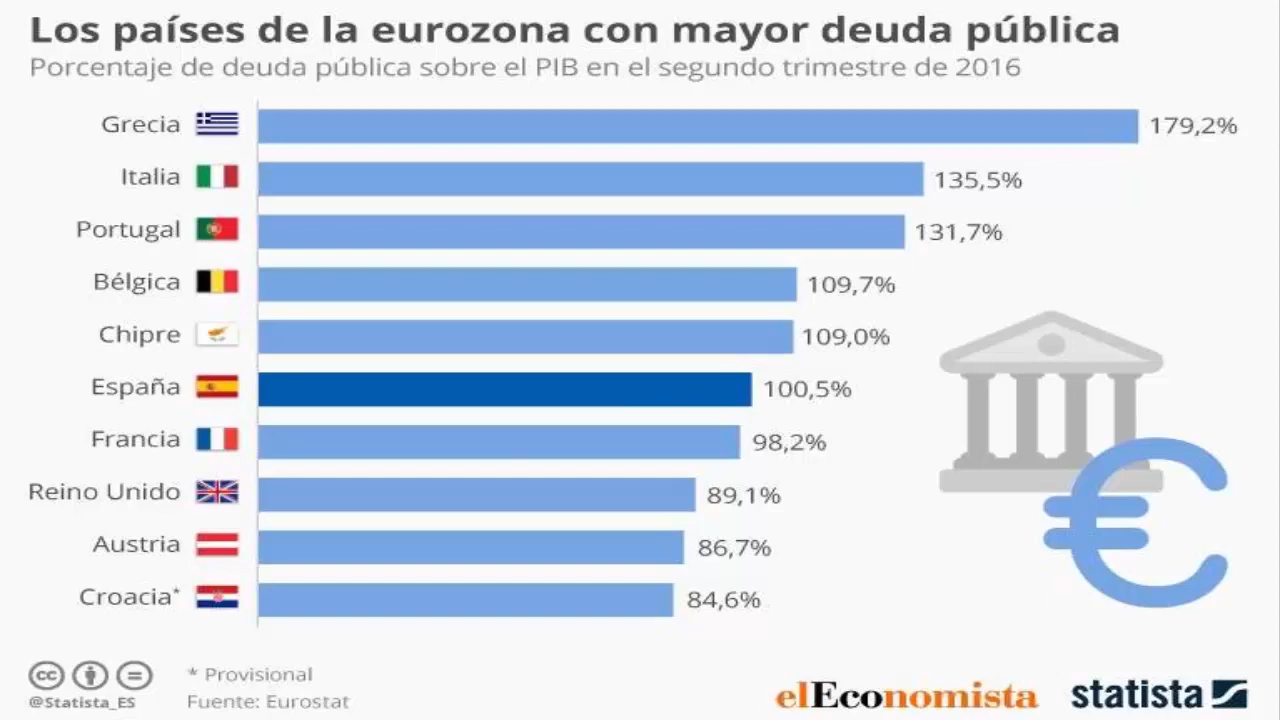 Los países de la eurozona con mayor deuda pública
Porcentaje de deuda pública sobre el PIB en el segundo trimestre de 2016
Grecia 179,2%
Italia 135,5%
Portugal 131,7%
Bélgica 109,7%
Chipre 109,0%
España 100,5%
Francia 98,2%
Reino Unido 89,1%
Austria 86,7%
Croacia* 84,6%
€
cc
@Statista_ES
* Provisional
Fuente: Eurostat
elEconomista
statista